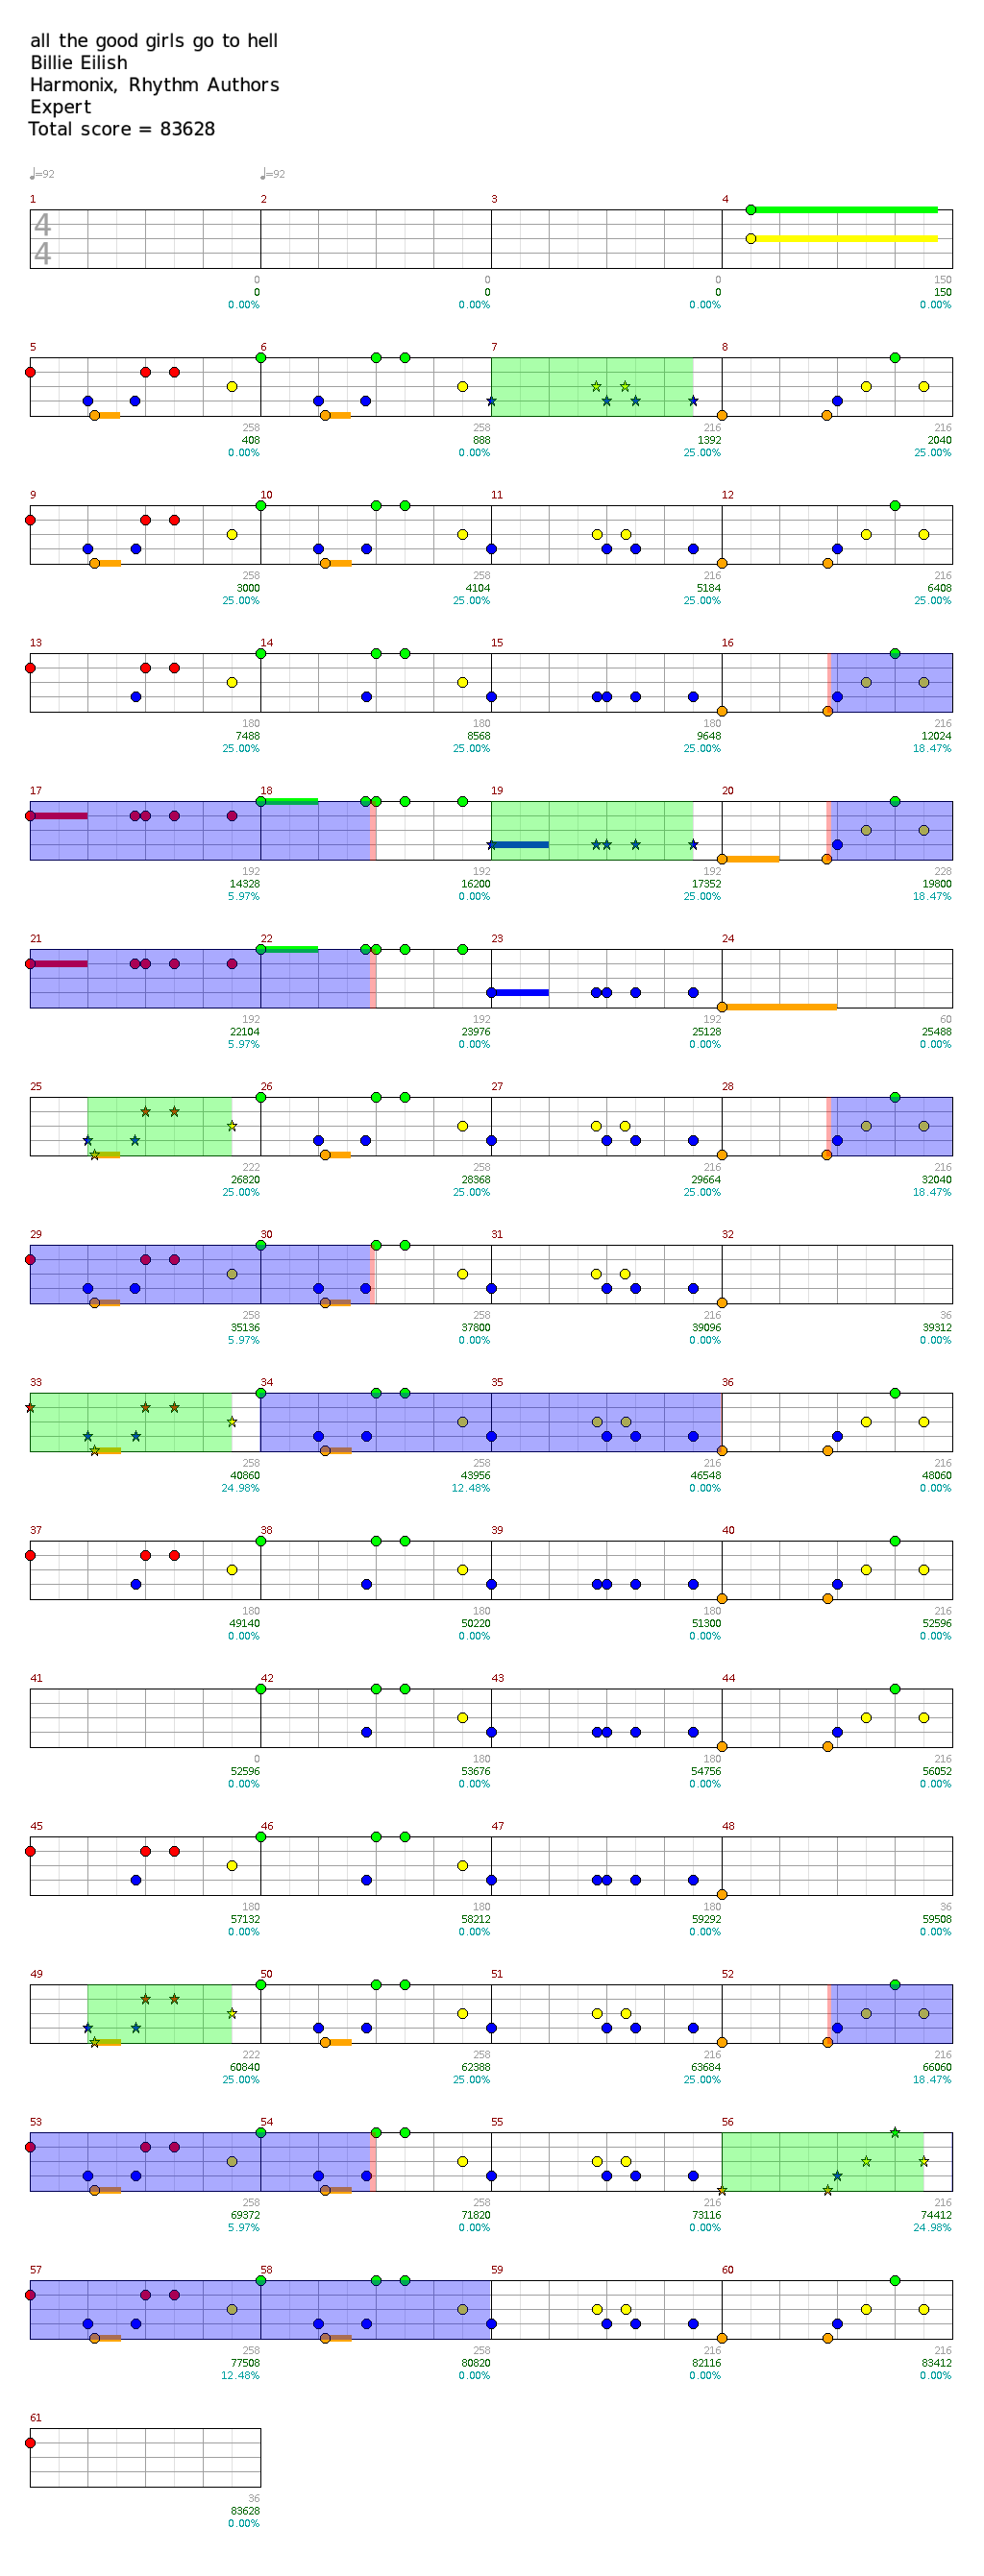 all the good girls go to hell
Billie Eilish
Harmonix, Rhythm Authors
Expert
Total score = 83628
♩=92 ♩=92
1 2 3 4
4
4
0 0 0 150
0 0 0 150
0.00% 0.00% 0.00% 0.00%
5 6 7 8
258 258 216 216
408 888 1392 2040
0.00% 0.00% 25.00% 25.00%
9 10 11 12
258 258 216 216
3000 4104 5184 6408
25.00% 25.00% 25.00% 25.00%
13 14 15 16
180 180 180 216
7488 8568 9648 12024
25.00% 25.00% 25.00% 18.47%
17 18 19 20
192 192 192 228
14328 16200 17352 19800
5.97% 0.00% 25.00% 18.47%
21 22 23 24
192 192 192 60
22104 23976 25128 25488
5.97% 0.00% 0.00% 0.00%
25 26 27 28
222 258 216 216
26820 28368 29664 32040
25.00% 25.00% 25.00% 18.47%
29 30 31 32
258 258 216 36
35136 37800 39096 39312
5.97% 0.00% 0.00% 0.00%
33 34 35 36
258 258 216 216
40860 43956 46548 48060
24.98% 12.48% 0.00% 0.00%
37 38 39 40
180 180 180 216
49140 50220 51300 52596
0.00% 0.00% 0.00% 0.00%
41 42 43 44
0 180 180 216
52596 53676 54756 56052
0.00% 0.00% 0.00% 0.00%
45 46 47 48
180 180 180 36
57132 58212 59292 59508
0.00% 0.00% 0.00% 0.00%
49 50 51 52
222 258 216 216
60840 62388 63684 66060
25.00% 25.00% 25.00% 18.47%
53 54 55 56
258 258 216 216
69372 71820 73116 74412
5.97% 0.00% 0.00% 24.98%
57 58 59 60
258 258 216 216
77508 80820 82116 83412
12.48% 0.00% 0.00% 0.00%
61
36
83628
0.00%